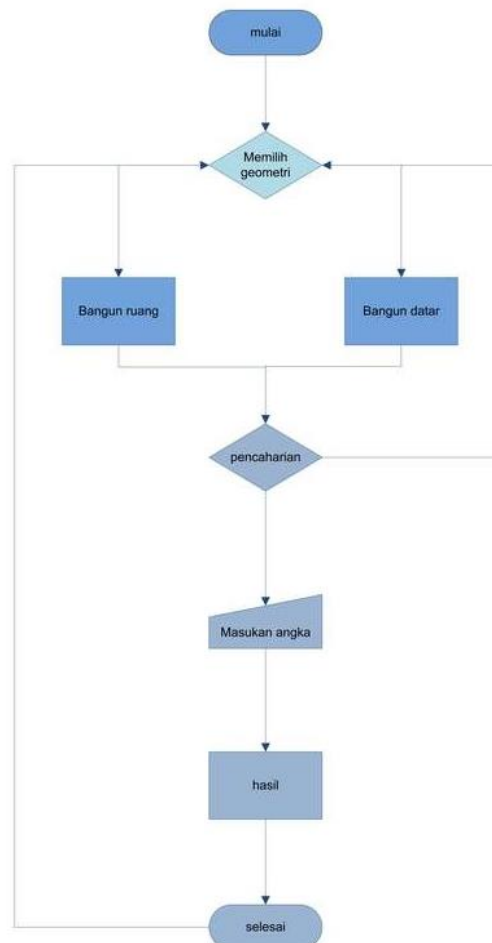 mulai
Memilih
geometri
Bangun ruang
Bangun datar
pencaharian
Masukan angka
hasil
selesai